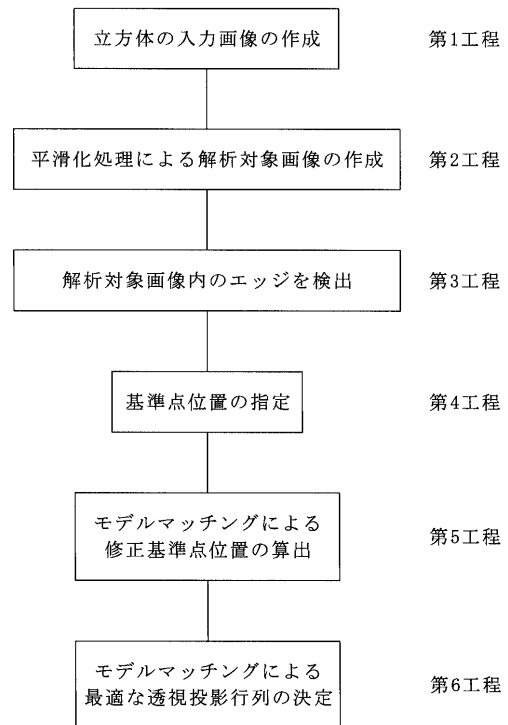 立方体の入力画像の作成 第1工程
平滑化処理による解析対象画像の作成 第2工程
解析対象画像内のエッジを検出 第3工程
基準点位置の指定 第4工程
モデルマッチングによる
修正基準点位置の算出 第5工程
モデルマッチングによる
最適な透視投影行列の決定 第6工程